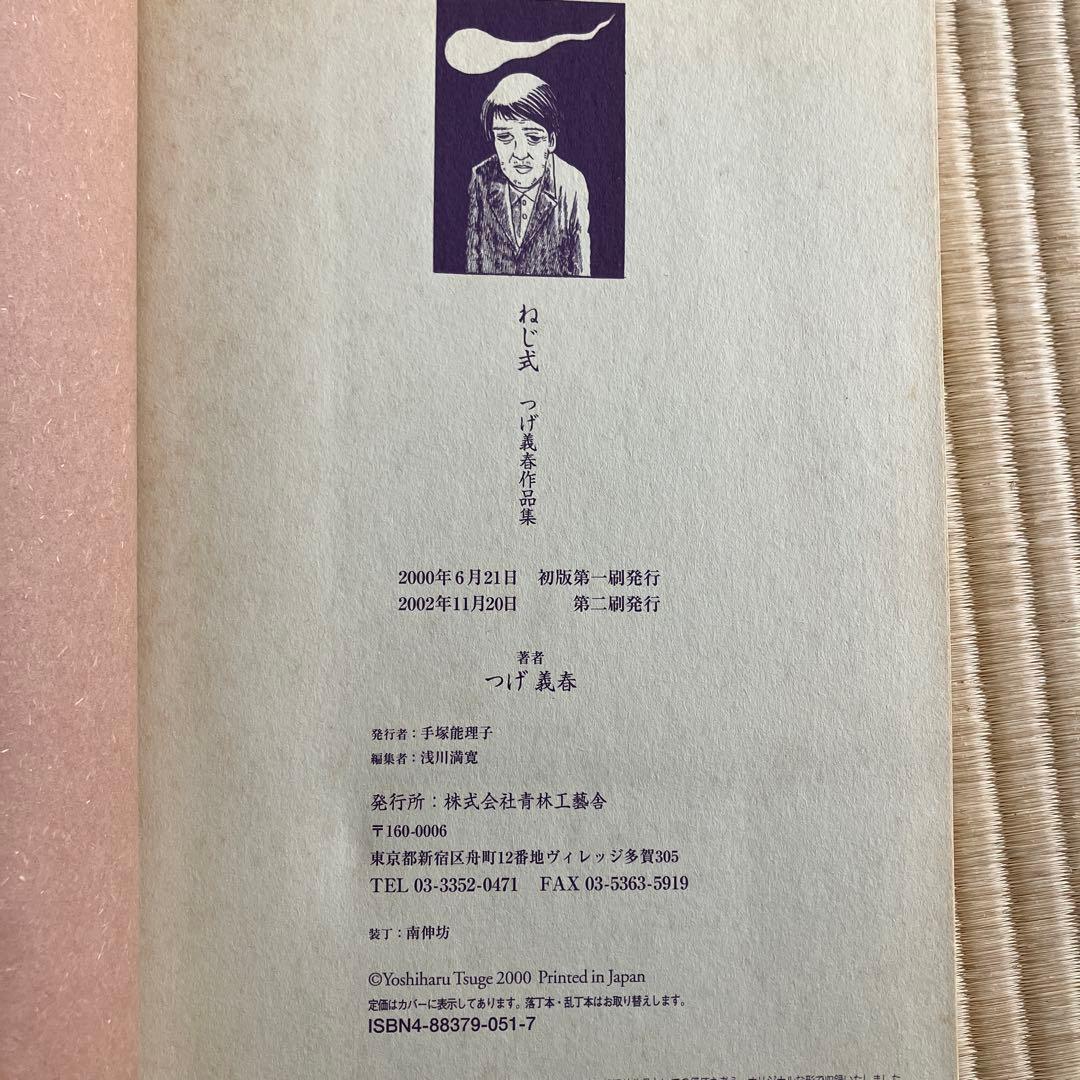 ねじ式 つげ義春作品集
2000年6月21日 初版第一刷発行
2002年11月20日 第二刷発行
著者
つげ義春
発行者：手塚能理子
編集者：浅川満寛
発行所：株式会社青林工藝舎
〒160-0006
東京都新宿区舟町12番地ヴィレッジ多賀305
TEL 03-3352-0471 FAX 03-5363-5919
装丁：南伸坊
©Yoshiharu Tsuge 2000 Printed in Japan
定価はカバーに表示してあります。落丁本・乱丁本はお取り替えします。
ISBN4-88379-051-7